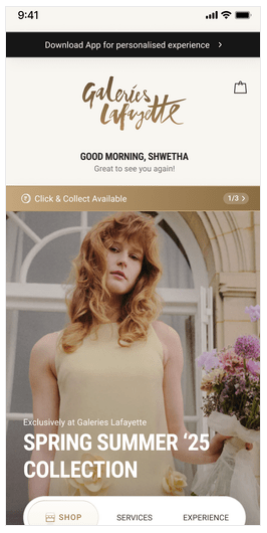 9:41
Download App for personalised experience
Galeries
Lafayette
GOOD MORNING, SHWETHA
Great to see you again!
Click & Collect Available
1/3
Exclusively at Galeries Lafayette
SPRING SUMMER ‘25
COLLECTION
SHOP SERVICES EXPERIENCE